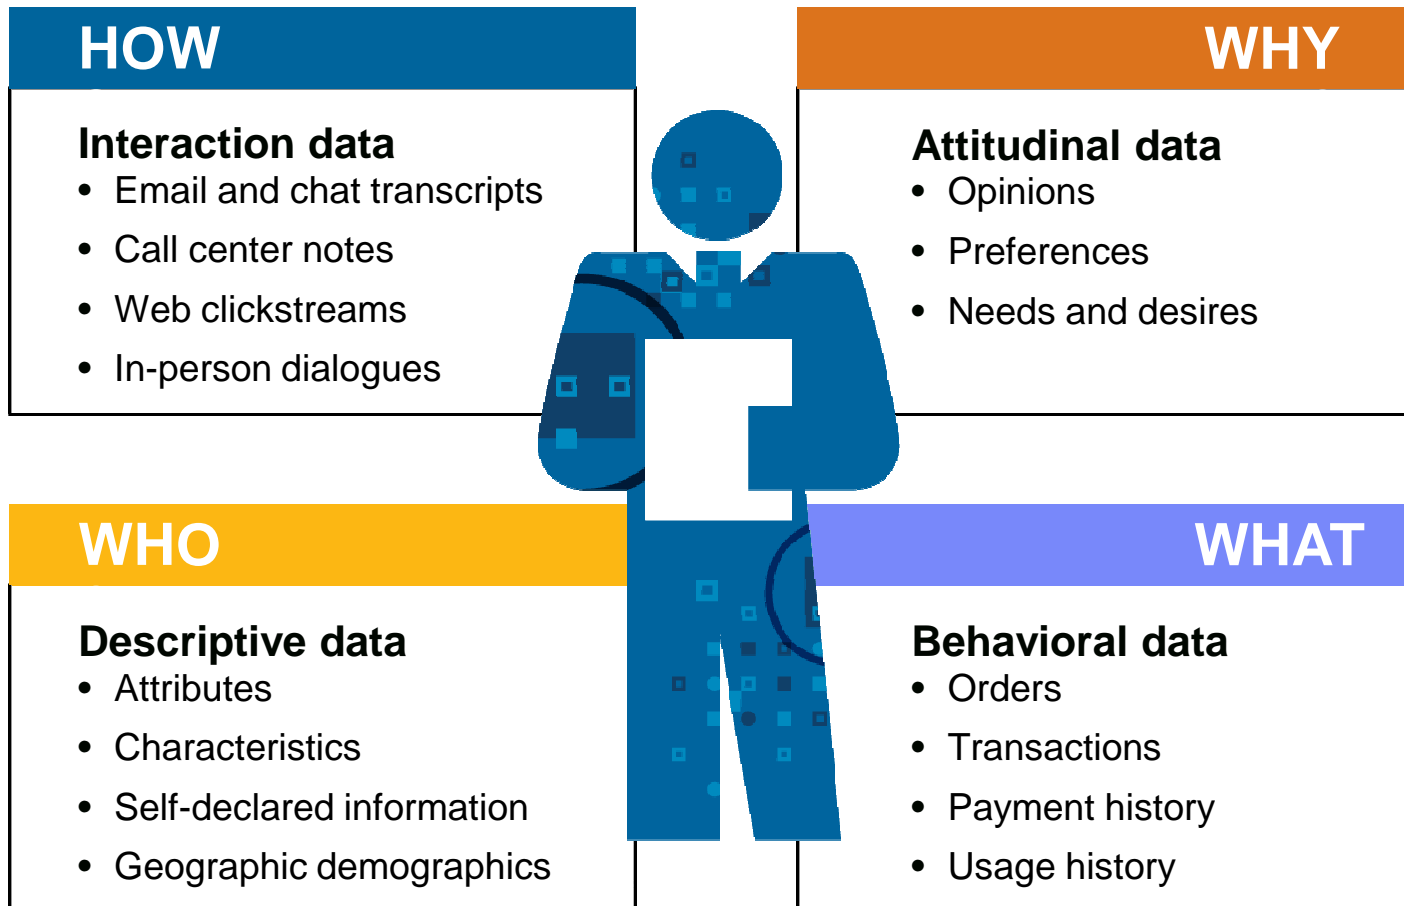 HOW
Interaction data
• Email and chat transcripts
• Call center notes
• Web clickstreams
• In-person dialogues
WHY
Attitudinal data
• Opinions
• Preferences
• Needs and desires
WHO
Descriptive data
• Attributes
• Characteristics
• Self-declared information
• Geographic demographics
WHAT
Behavioral data
• Orders
• Transactions
• Payment history
• Usage history